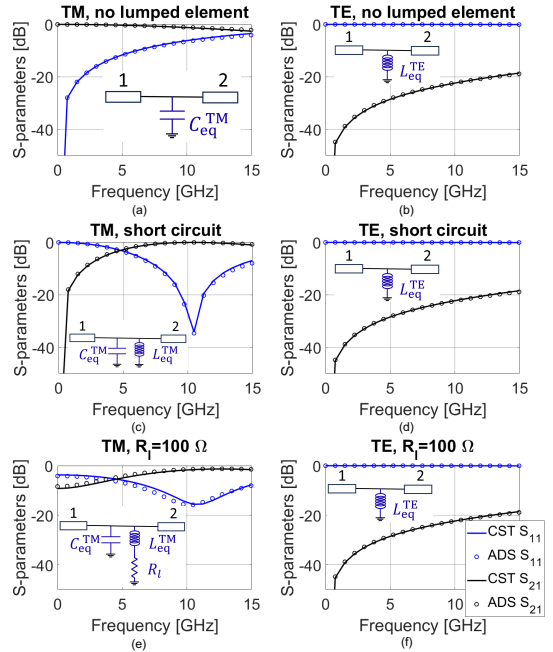 TM, no lumped element
S-parameters [dB]
0
-20
-40
1
2
C_eq^TM
0
5
10
15
Frequency [GHz]
(a)
TE, no lumped element
S-parameters [dB]
0
-20
-40
1
2
L_eq^TE
0
5
10
15
Frequency [GHz]
(b)
TM, short circuit
S-parameters [dB]
0
-20
-40
1
2
C_eq^TM
L_eq^TM
0
5
10
15
Frequency [GHz]
(c)
TE, short circuit
S-parameters [dB]
0
-20
-40
1
2
L_eq^TE
0
5
10
15
Frequency [GHz]
(d)
TM, R_l=100 Ω
S-parameters [dB]
0
-20
-40
1
2
C_eq^TM
L_eq^TM
R_l
0
5
10
15
Frequency [GHz]
(e)
TE, R_l=100 Ω
S-parameters [dB]
0
-20
-40
1
2
L_eq^TE
CST S_11
ADS S_11
CST S_21
ADS S_21
0
5
10
15
Frequency [GHz]
(f)